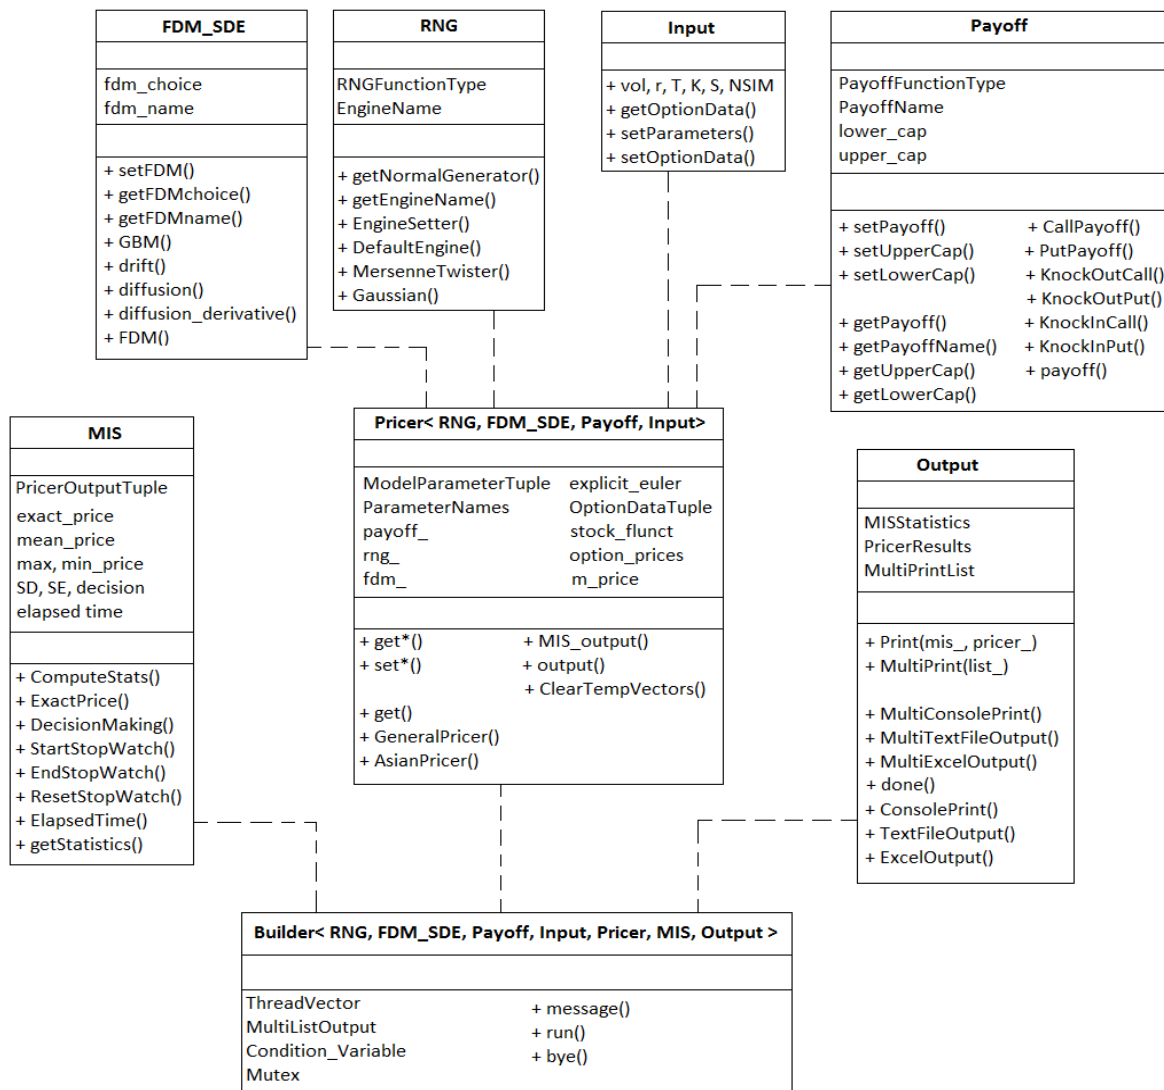 FDM_SDE
fdm_choice
fdm_name
+ setFDM()
+ getFDMchoice()
+ getFDMname()
+ GBM()
+ drift()
+ diffusion()
+ diffusion_derivative()
+ FDM()
RNG
RNGFunctionType
EngineName
+ getNormalGenerator()
+ getEngineName()
+ EngineSetter()
+ DefaultEngine()
+ MersenneTwister()
+ Gaussian()
Input
+ vol, r, T, K, S, NSIM
+ getOptionData()
+ setParameters()
+ setOptionData()
Payoff
PayoffFunctionType
PayoffName
lower_cap
upper_cap
+ setPayoff()
+ setUpperCap()
+ setLowerCap()
+ getPayoff()
+ getPayoffName()
+ getUpperCap()
+ getLowerCap()
+ CallPayoff()
+ PutPayoff()
+ KnockOutCall()
+ KnockOutPut()
+ KnockInCall()
+ KnockInPut()
+ payoff()
MIS
PricerOutputTuple
exact_price
mean_price
max, min_price
SD, SE, decision
elapsed time
+ ComputeStats()
+ ExactPrice()
+ DecisionMaking()
+ StartStopWatch()
+ EndStopWatch()
+ ResetStopWatch()
+ ElapsedTime()
+ getStatistics()
Pricer< RNG, FDM_SDE, Payoff, Input>
ModelParameterTuple
ParameterNames
payoff_
rng_
fdm_
explicit_euler
OptionDataTuple
stock_flunct
option_prices
m_price
+ get*()
+ set*()
+ get()
+ GeneralPricer()
+ AsianPricer()
+ MIS_output()
+ output()
+ ClearTempVectors()
Output
MISStatistics
PricerResults
MultiPrintList
+ Print(mis_, pricer_)
+ MultiPrint(list_)
+ MultiConsolePrint()
+ MultiTextFileOutput()
+ MultiExcelOutput()
+ done()
+ ConsolePrint()
+ TextFileOutput()
+ ExcelOutput()
Builder< RNG, FDM_SDE, Payoff, Input, Pricer, MIS, Output >
ThreadVector
MultiListOutput
Condition_Variable
Mutex
+ message()
+ run()
+ bye()